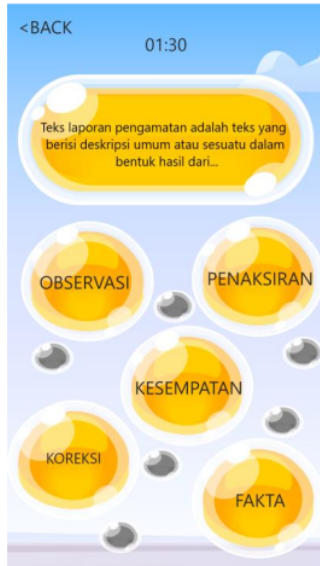 <BACK
01:30
Teks laporan pengamatan adalah teks yang
berisi deskripsi umum atau sesuatu dalam
bentuk hasil dari...
OBSERVASI
PENAKSIRAN
KESEMPATAN
KOREKSI
FAKTA